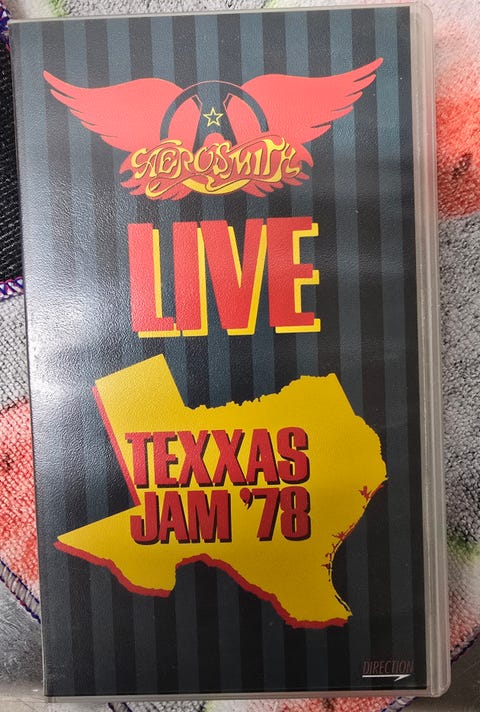 AEROSMITH
LIVE
TEXXAS
JAM '78
DIRECTION